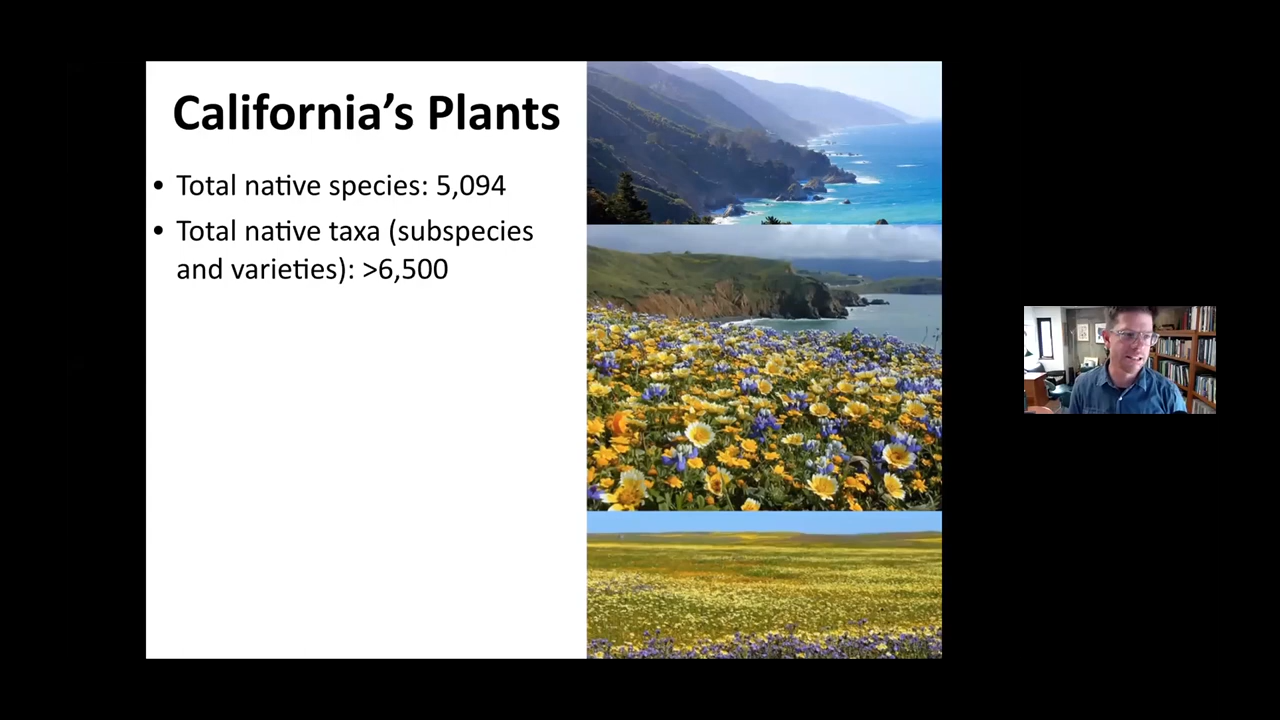 California’s Plants
• Total native species: 5,094
• Total native taxa (subspecies
and varieties): >6,500